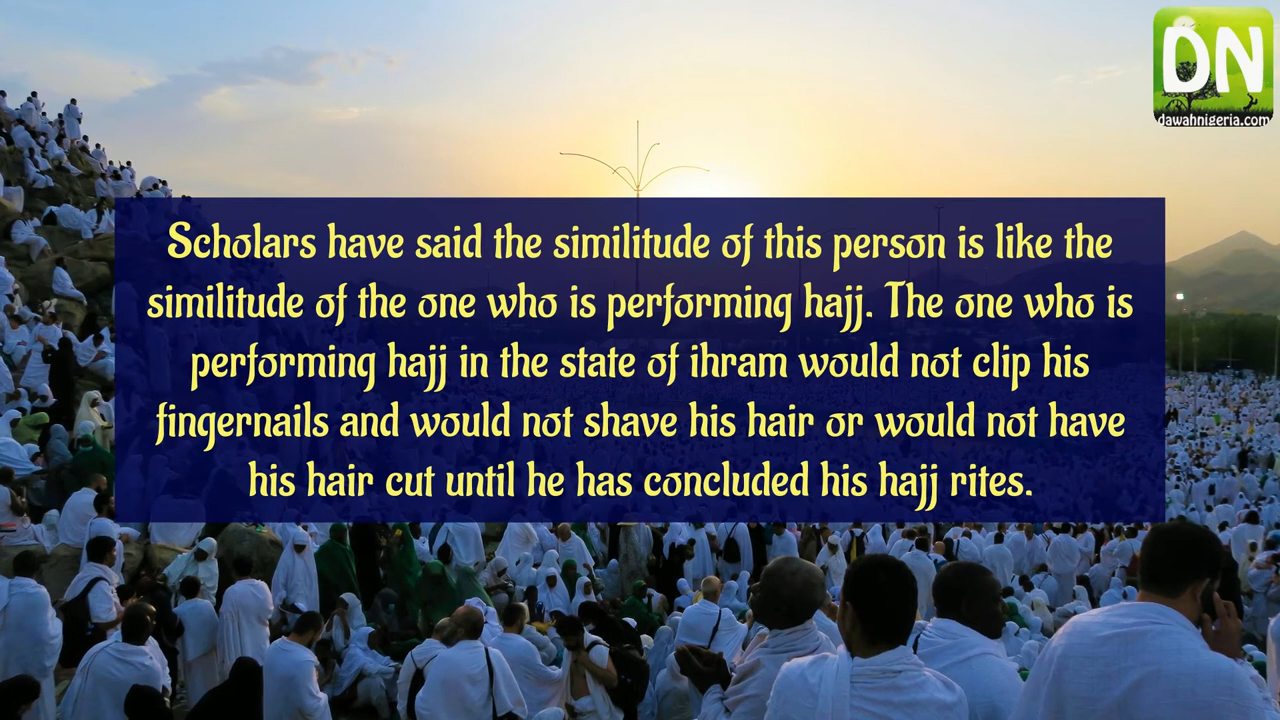 DN
dawahnigeria.com
Scholars have said the similitude of this person is like the
similitude of the one who is performing hajj. The one who is
performing hajj in the state of ihram would not clip his
fingernails and would not shave his hair or would not have
his hair cut until he has concluded his hajj rites.